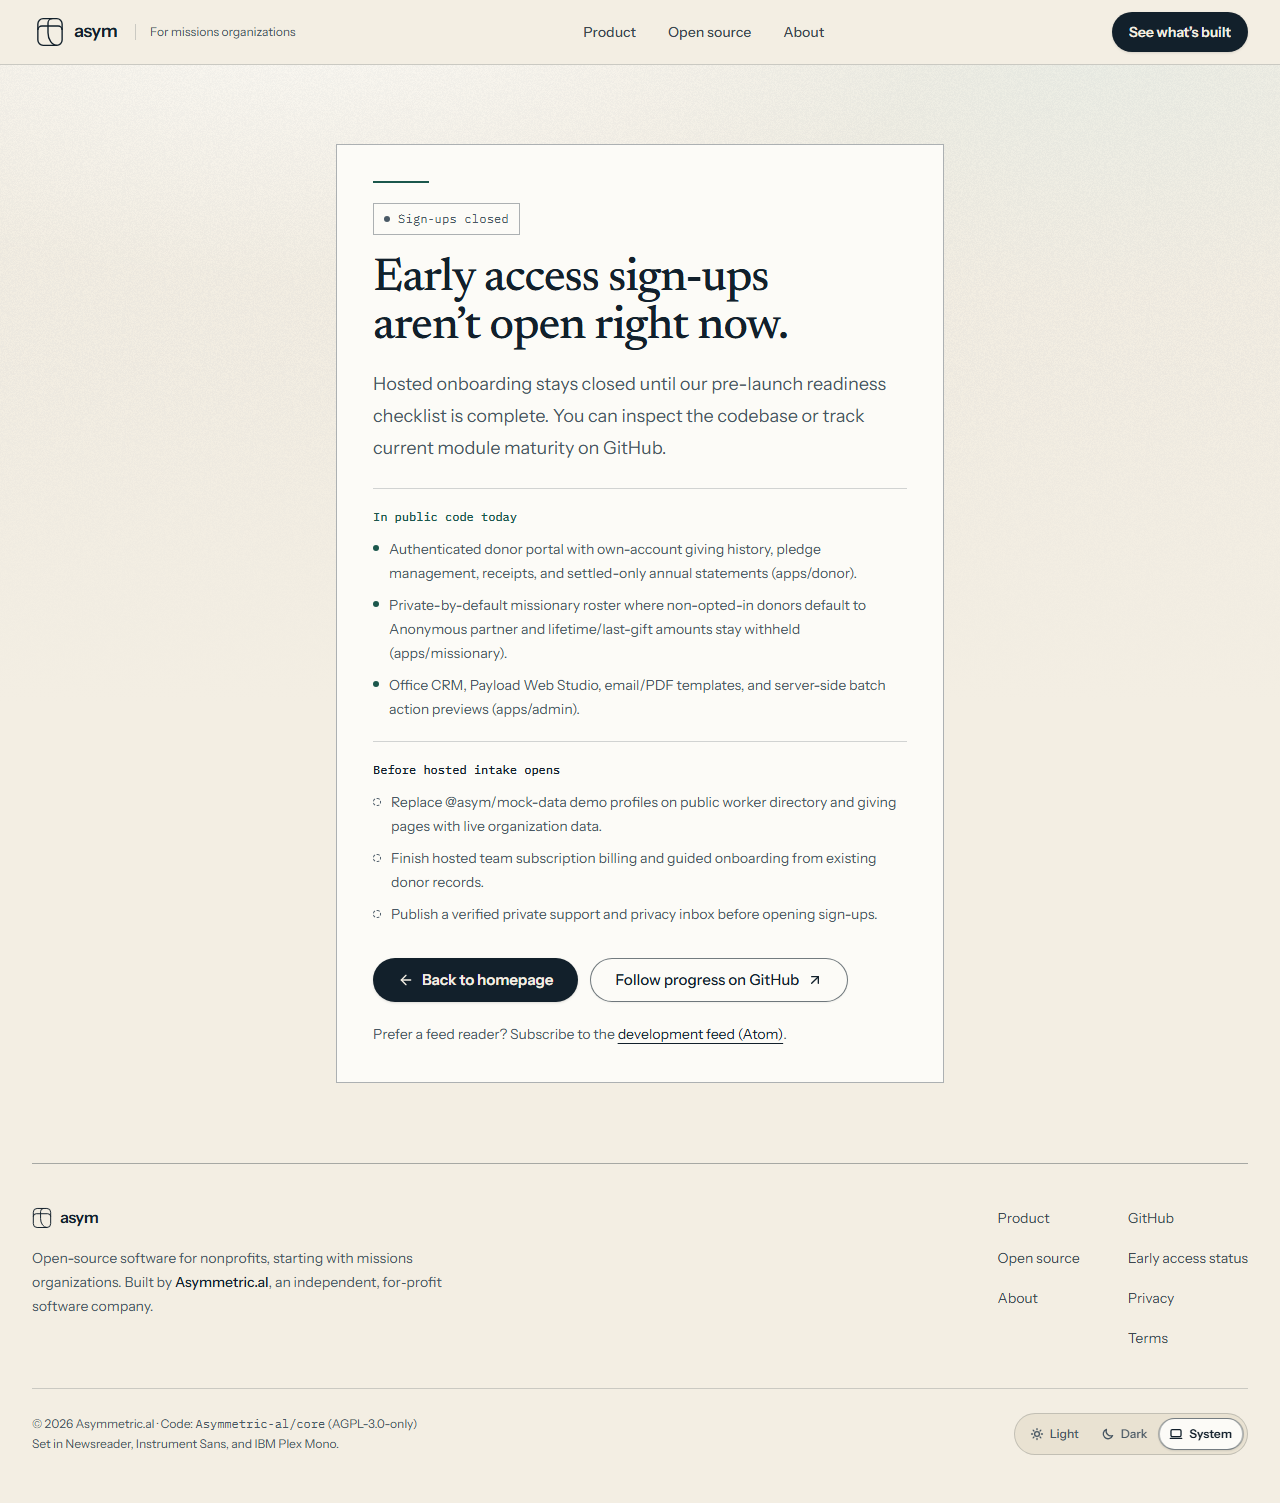 asym
For missions organizations
Product
Open source
About
See what's built
Sign-ups closed
Early access sign-ups
aren’t open right now.
Hosted onboarding stays closed until our pre-launch readiness
checklist is complete. You can inspect the codebase or track
current module maturity on GitHub.
In public code today
Authenticated donor portal with own-account giving history, pledge
management, receipts, and settled-only annual statements (apps/donor).
Private-by-default missionary roster where non-opted-in donors default to
Anonymous partner and lifetime/last-gift amounts stay withheld
(apps/missionary).
Office CRM, Payload Web Studio, email/PDF templates, and server-side batch
action previews (apps/admin).
Before hosted intake opens
Replace @asym/mock-data demo profiles on public worker directory and giving
pages with live organization data.
Finish hosted team subscription billing and guided onboarding from existing
donor records.
Publish a verified private support and privacy inbox before opening sign-ups.
Back to homepage
Follow progress on GitHub
Prefer a feed reader? Subscribe to the development feed (Atom).
asym
Open-source software for nonprofits, starting with missions
organizations. Built by Asymmetric.al, an independent, for-profit
software company.
Product
Open source
About
GitHub
Early access status
Privacy
Terms
© 2026 Asymmetric.al · Code: Asymmetric-al/core (AGPL-3.0-only)
Set in Newsreader, Instrument Sans, and IBM Plex Mono.
Light
Dark
System